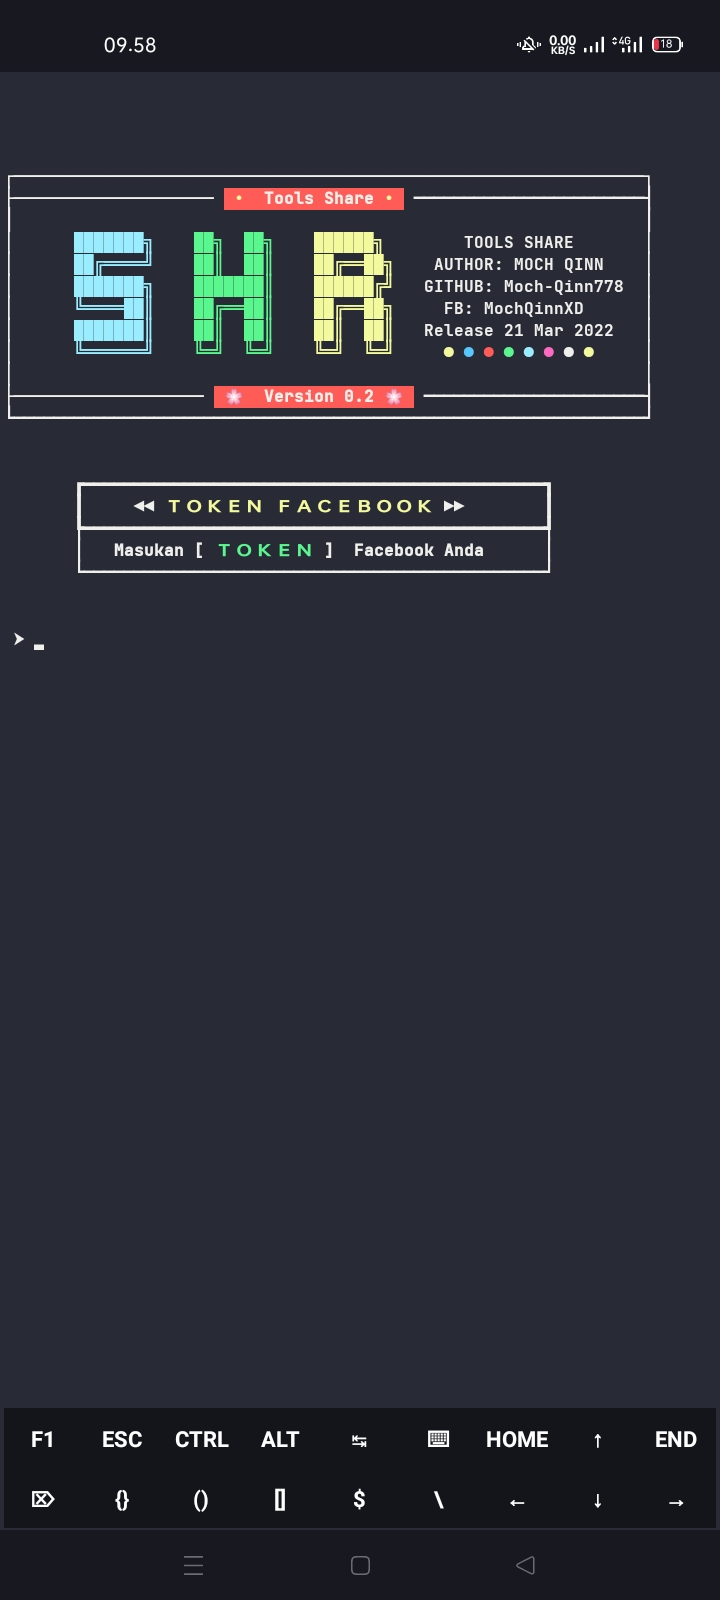 09.58 0.00 KB/S 4G 18
• Tools Share •
SHR
TOOLS SHARE
AUTHOR: MOCH QINN
GITHUB: Moch-Qinn778
FB: MochQinnXD
Release 21 Mar 2022
Version 0.2
TOKEN FACEBOOK
Masukan [ TOKEN ] Facebook Anda
F1 ESC CTRL ALT ↹ ⌨ HOME ↑ END
⌦ {} () [] $ \ ← ↓ →